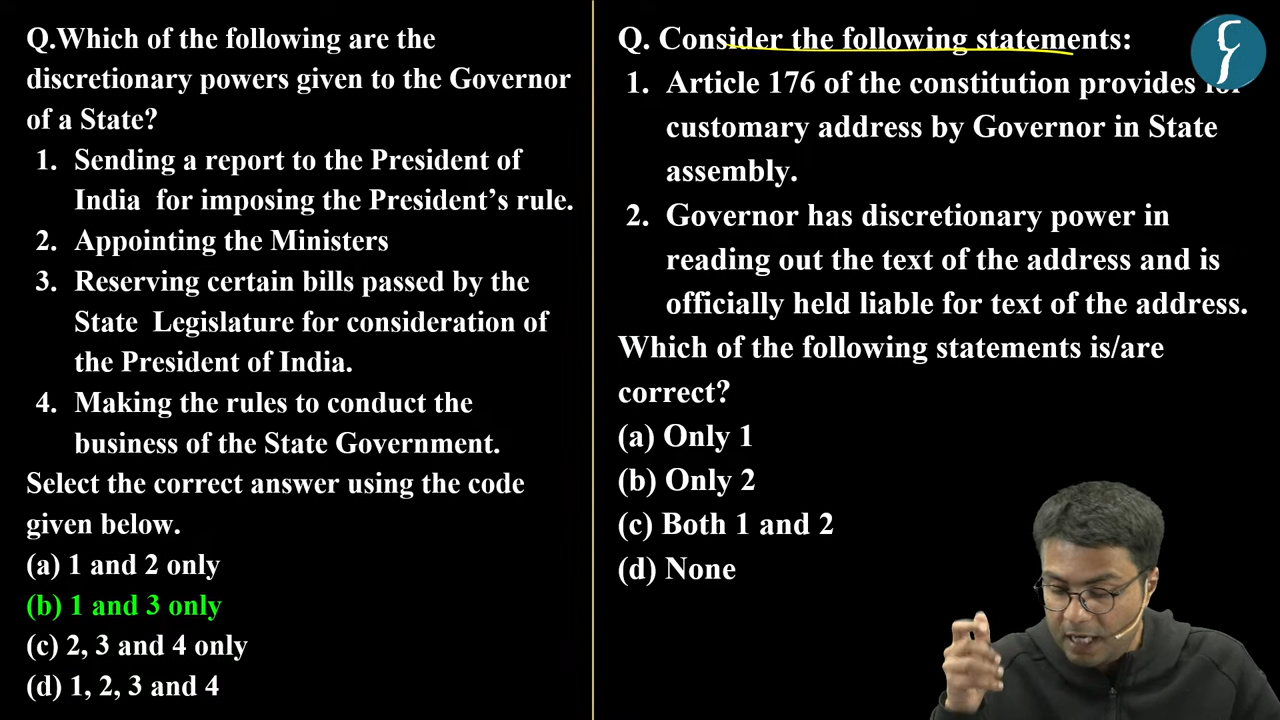 Q.Which of the following are the
discretionary powers given to the Governor
of a State?
1. Sending a report to the President of
India for imposing the President's rule.
2. Appointing the Ministers
3. Reserving certain bills passed by the
State Legislature for consideration of
the President of India.
4. Making the rules to conduct the
business of the State Government.
Select the correct answer using the code
given below.
(a) 1 and 2 only
(b) 1 and 3 only
(c) 2, 3 and 4 only
(d) 1, 2, 3 and 4
Q. Consider the following statements:
1. Article 176 of the constitution provides for
customary address by Governor in State
assembly.
2. Governor has discretionary power in
reading out the text of the address and is
officially held liable for text of the address.
Which of the following statements is/are
correct?
(a) Only 1
(b) Only 2
(c) Both 1 and 2
(d) None